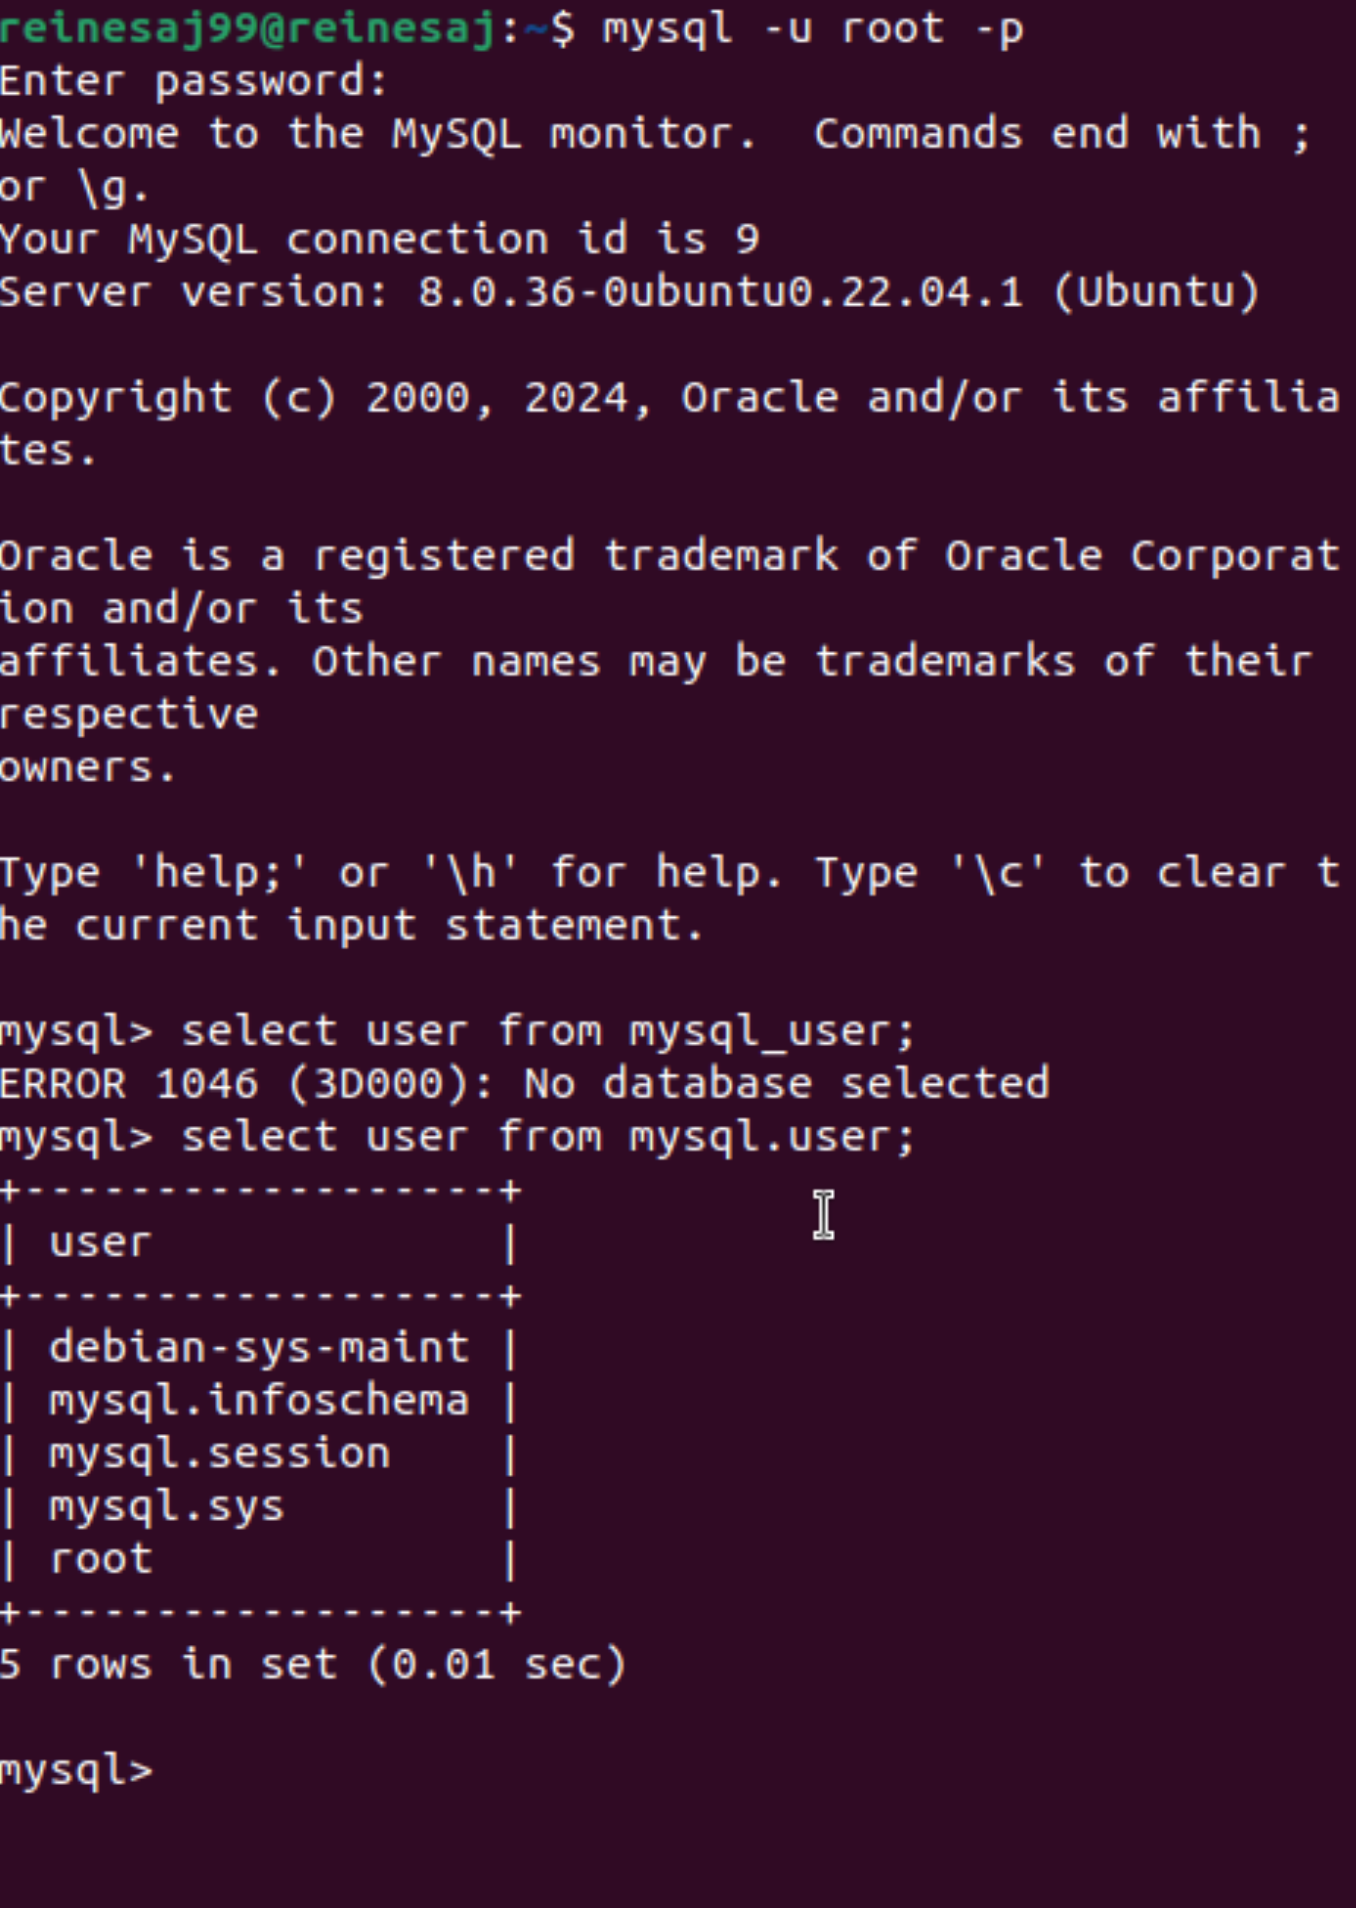 reinesaj99@reinesaj:~$ mysql -u root -p
Enter password:
Welcome to the MySQL monitor.  Commands end with ;
or \g.
Your MySQL connection id is 9
Server version: 8.0.36-0ubuntu0.22.04.1 (Ubuntu)

Copyright (c) 2000, 2024, Oracle and/or its affilia
tes.

Oracle is a registered trademark of Oracle Corporat
ion and/or its
affiliates. Other names may be trademarks of their
respective
owners.

Type 'help;' or '\h' for help. Type '\c' to clear t
he current input statement.

mysql> select user from mysql_user;
ERROR 1046 (3D000): No database selected
mysql> select user from mysql.user;
+------------------+
| user             |
+------------------+
| debian-sys-maint |
| mysql.infoschema |
| mysql.session    |
| mysql.sys        |
| root             |
+------------------+
5 rows in set (0.01 sec)

mysql>